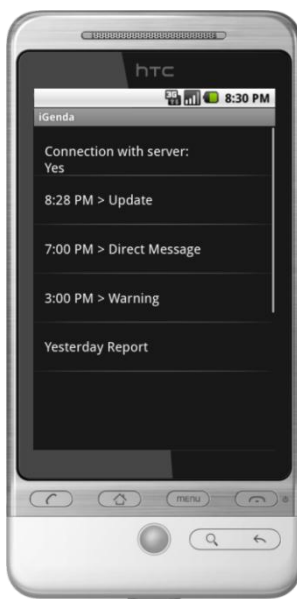 hTC
3G
8:30 PM
iGenda
Connection with server:
Yes
8:28 PM > Update
7:00 PM > Direct Message
3:00 PM > Warning
Yesterday Report
MENU